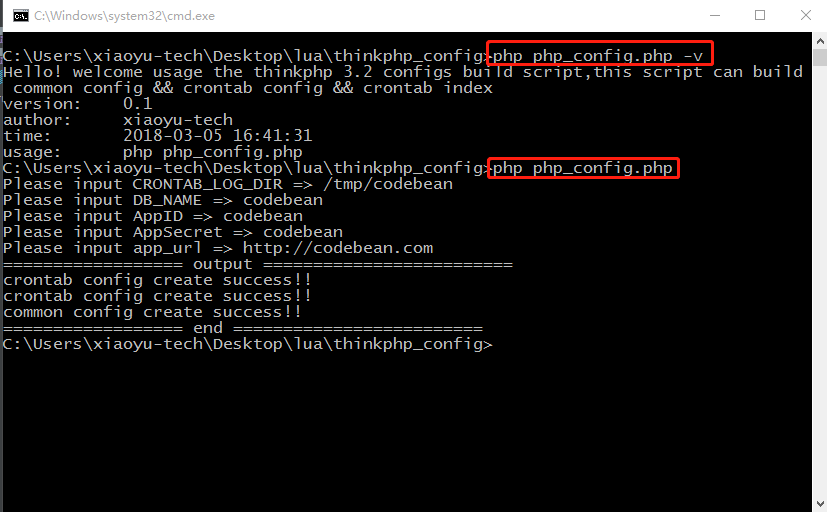 C:\Windows\system32\cmd.exe
C:\Users\xiaoyu-tech\Desktop\lua\thinkphp_config>php php_config.php -v
Hello! welcome usage the thinkphp 3.2 configs build script,this script can build
common config && crontab config && crontab index
version: 0.1
author: xiaoyu-tech
time: 2018-03-05 16:41:31
usage: php php_config.php
C:\Users\xiaoyu-tech\Desktop\lua\thinkphp_config>php php_config.php
Please input CRONTAB_LOG_DIR => /tmp/codebean
Please input DB_NAME => codebean
Please input AppID => codebean
Please input AppSecret => codebean
Please input app_url => http://codebean.com
================== output =========================
crontab config create success!!
crontab config create success!!
common config create success!!
================== end =========================
C:\Users\xiaoyu-tech\Desktop\lua\thinkphp_config>